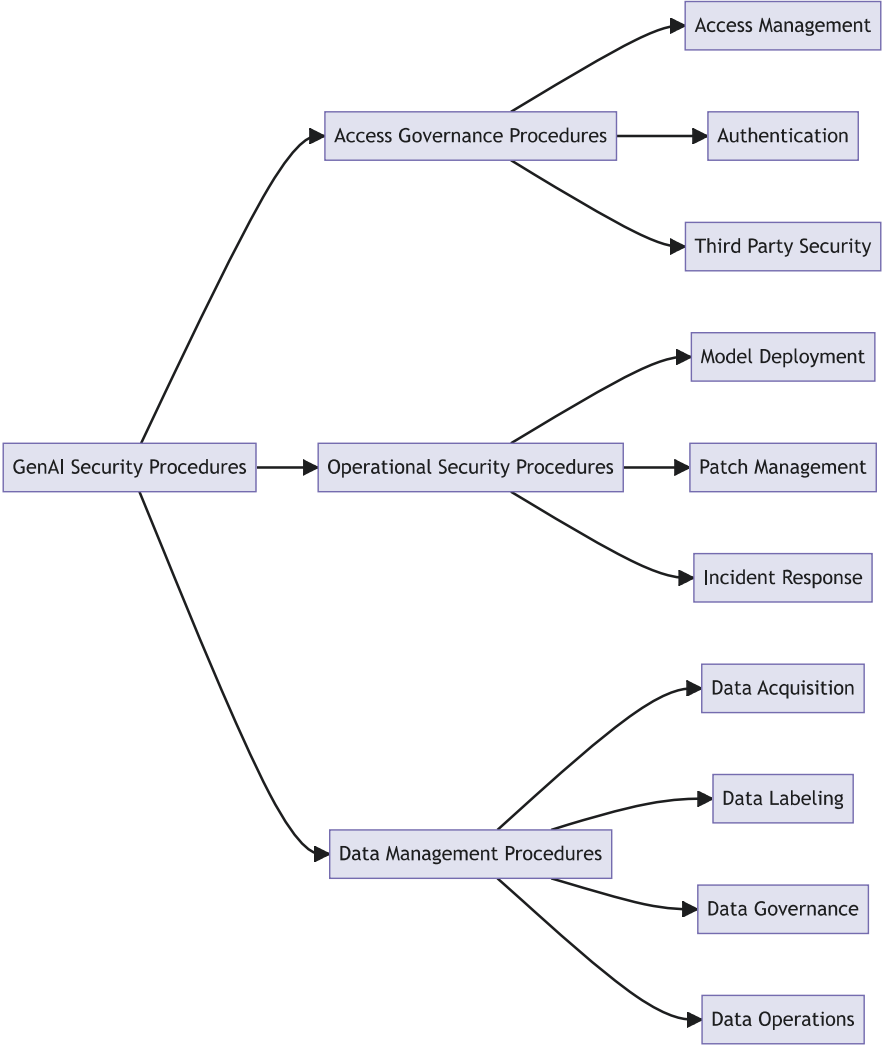 GenAI Security Procedures
Access Governance Procedures
Access Management
Authentication
Third Party Security
Operational Security Procedures
Model Deployment
Patch Management
Incident Response
Data Management Procedures
Data Acquisition
Data Labeling
Data Governance
Data Operations